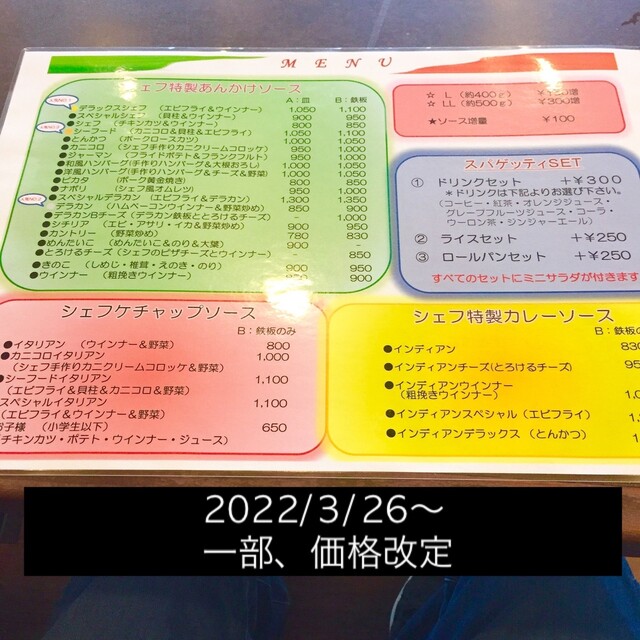 MENU
シェフ特製あんかけソース
A：皿 B：鉄板
デラックスシェフ （エビフライ＆ウインナー） 1,050 1,100
●スペシャルシェフ （貝柱＆ウインナー） 900 950
●シェフ （チキンカツ＆ウインナー） 800 850
●シーフード （カニコロ＆貝柱＆エビフライ） 1,050 1,100
●とんかつ （ポークロースカツ） 1,000
●カニコロ （シェフ手作りカニクリームコロッケ） 1,000
●ジャーマン （フライドポテト＆フランクフルト） 950 1,000
●和風ハンバーグ(手作りハンバーグ＆大根おろし)
●洋風ハンバーグ(手作りハンバーグ＆チーズ＆野菜)
●ピカタ （ポーク黄金焼き）
●ナポリ （シェフ風オムレツ） 950 1,000
●スペシャルデラカン （エビフライ＆デラカン） 1,300 1,350
デラカン （ハムベーコンウインナー＆野菜炒め） 850 900
●デラカンBチーズ（デラカン鉄板ととろけるチーズ） - 1,000
●シチリア （エビ・アサリ・イカ＆野菜炒め） 900 950
●カントリー （野菜炒め） 780 830
●めんたいこ （めんたいこ＆のり＆大葉） 900 -
●とろけるチーズ（シェフのピザチーズとウインナー） - 850
●きのこ （しめじ・椎茸・えのき・のり） 900 950
●ウインナー （粗挽きウインナー） 850 900
☆ L（約400g） ￥150増
☆ LL（約500g） ￥300増
★ソース増量 ￥100
スパゲッティSET
① ドリンクセット ＋￥300
＊ドリンクは下記よりお選び下さい。
（コーヒー・紅茶・オレンジジュース・
グレープフルーツジュース・コーラ・
ウーロン茶・ジンジャーエール）
② ライスセット ＋￥250
③ ロールパンセット ＋￥250
すべてのセットにミニサラダが付きます
シェフケチャップソース
B：鉄板のみ
●イタリアン （ウインナー＆野菜） 800
●カニコロイタリアン 1,000
（シェフ手作りカニクリームコロッケ＆野菜）
●シーフードイタリアン 1,100
（エビフライ＆貝柱＆カニコロ＆野菜）
スペシャルイタリアン 1,100
（エビフライ＆ウインナー＆野菜）
お子様 （小学生以下） 650
チキンカツ・ポテト・ウインナー・ジュース）
シェフ特製カレーソース
B：鉄板の
●インディアン 830
●インディアンチーズ(とろけるチーズ) 95
●インディアンウインナー
（粗挽きウインナー）
●インディアンスペシャル（エビフライ）
●インディアンデラックス （とんかつ）
2022/3/26～
一部、価格改定